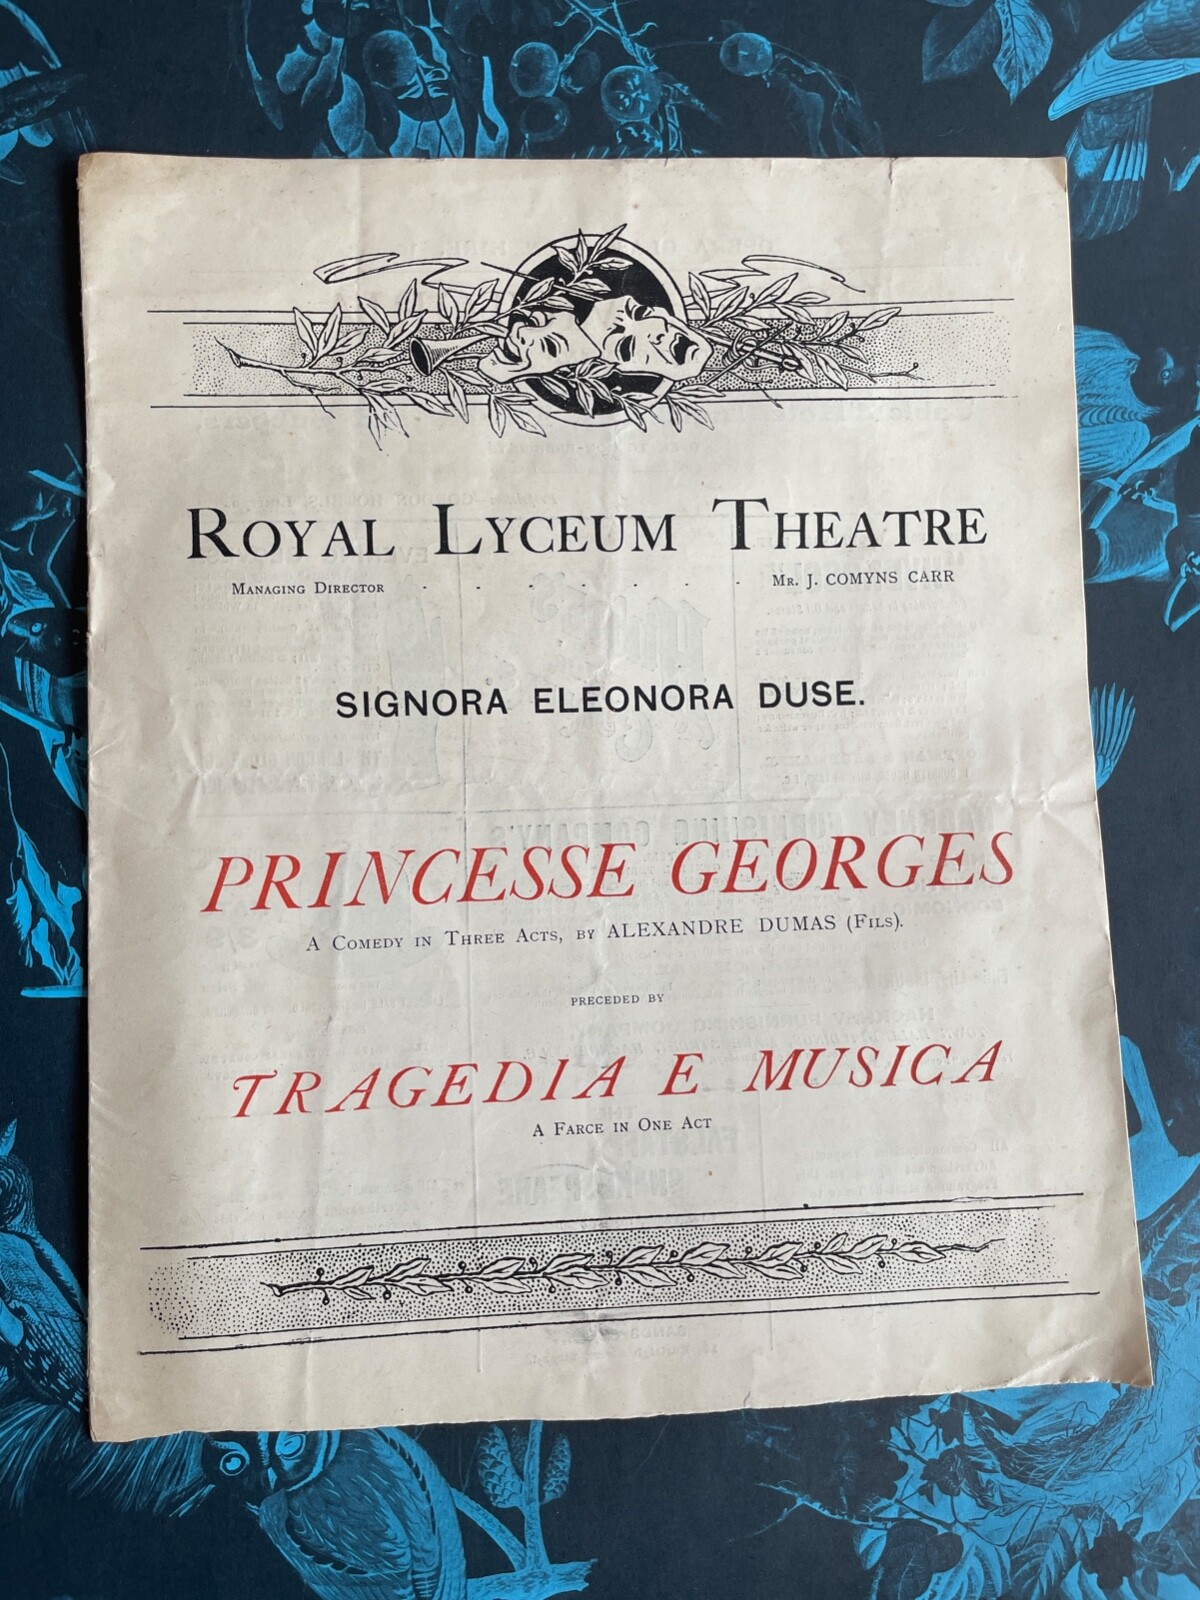 ROYAL LYCEUM THEATRE
MANAGING DIRECTOR - - - - - - - MR. J. COMYNS CARR
SIGNORA ELEONORA DUSE.
PRINCESSE GEORGES
A COMEDY IN THREE ACTS, BY ALEXANDRE DUMAS (FILS).
PRECEDED BY
TRAGEDIA E MUSICA
A FARCE IN ONE ACT